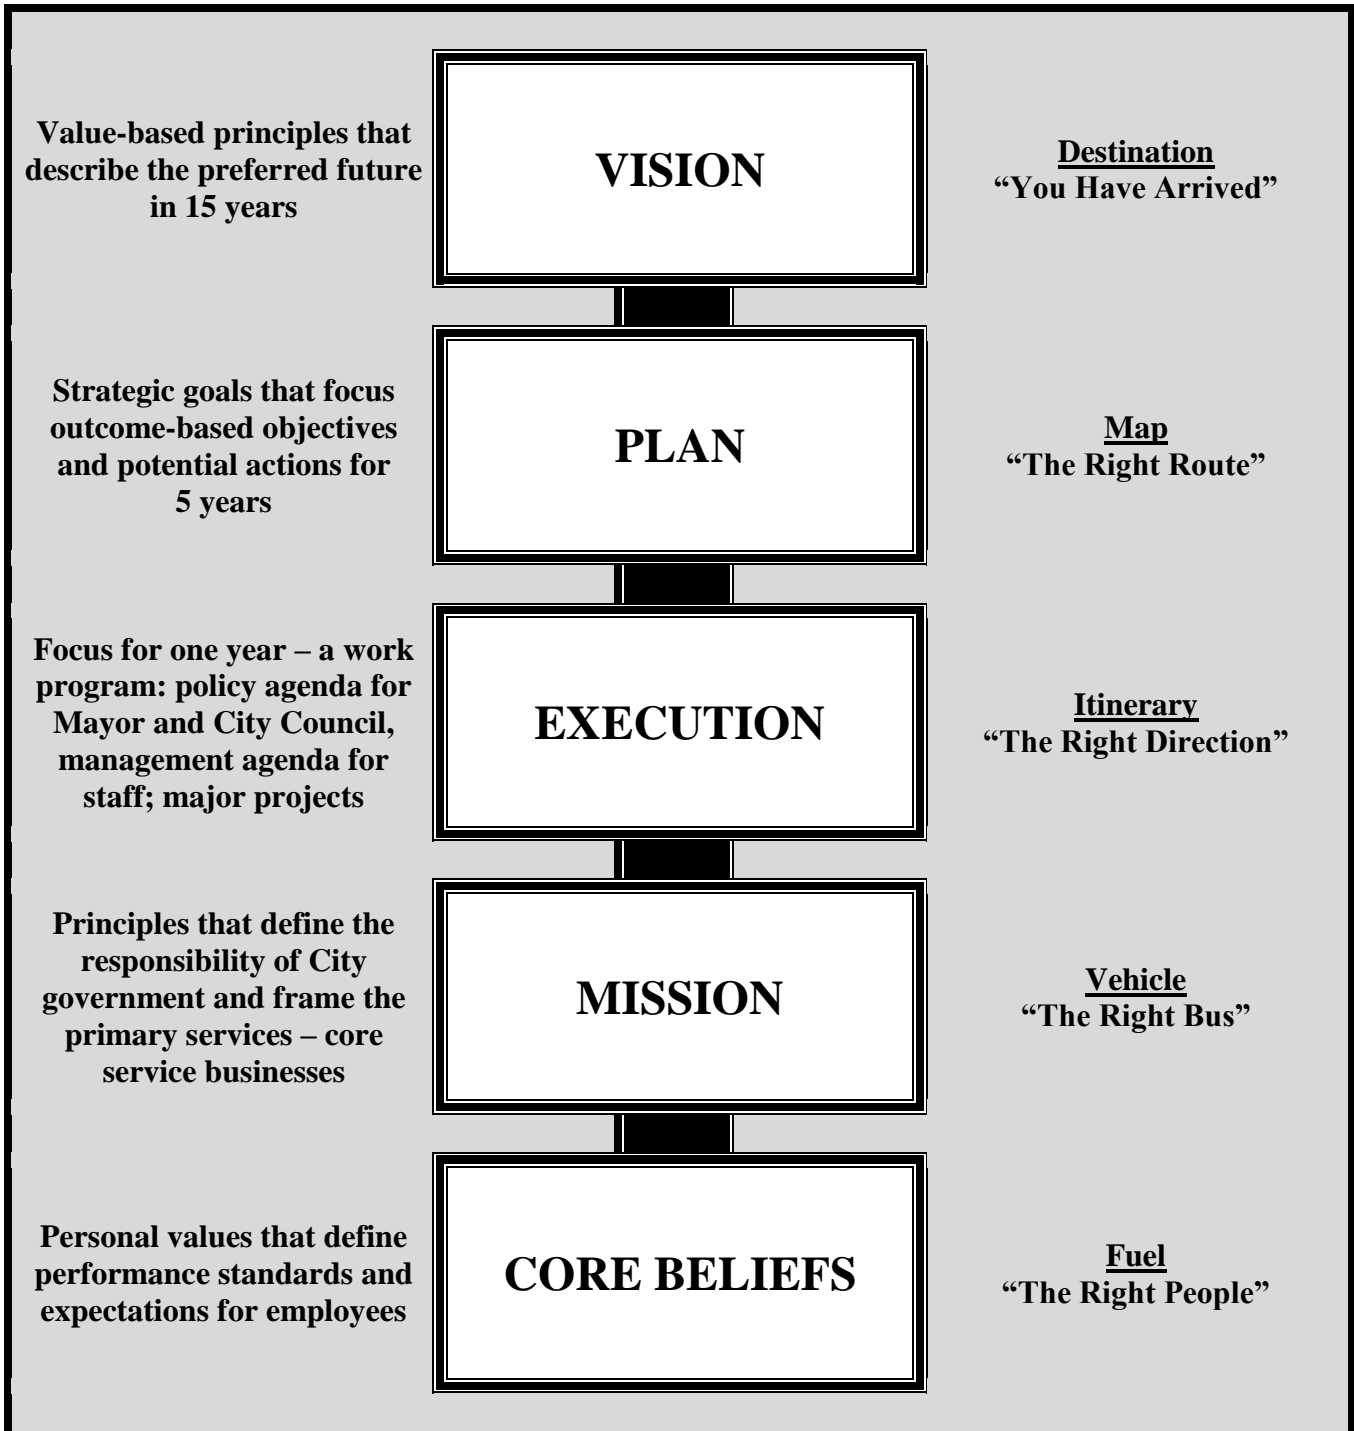 Value-based principles that
describe the preferred future
in 15 years
VISION
Destination
“You Have Arrived”
Strategic goals that focus
outcome-based objectives
and potential actions for
5 years
PLAN
Map
“The Right Route”
Focus for one year – a work
program: policy agenda for
Mayor and City Council,
management agenda for
staff; major projects
EXECUTION
Itinerary
“The Right Direction”
Principles that define the
responsibility of City
government and frame the
primary services – core
service businesses
MISSION
Vehicle
“The Right Bus”
Personal values that define
performance standards and
expectations for employees
CORE BELIEFS
Fuel
“The Right People”